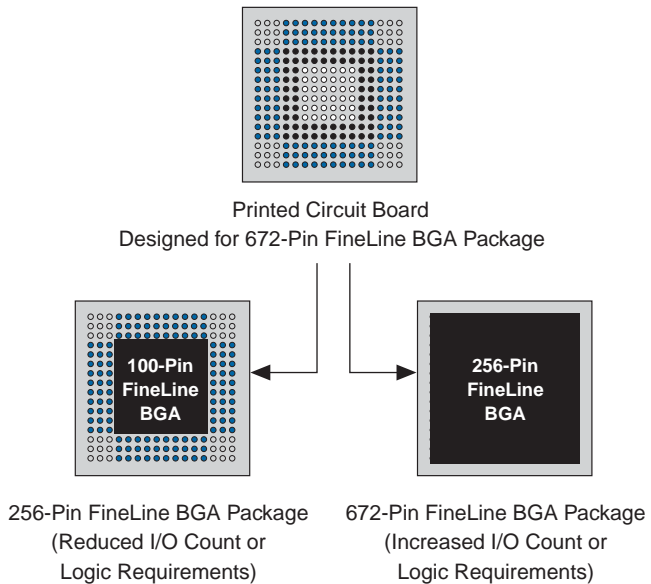 Printed Circuit Board
Designed for 672-Pin FineLine BGA Package
100-Pin
FineLine
BGA
256-Pin
FineLine
BGA
256-Pin FineLine BGA Package
(Reduced I/O Count or
Logic Requirements)
672-Pin FineLine BGA Package
(Increased I/O Count or
Logic Requirements)